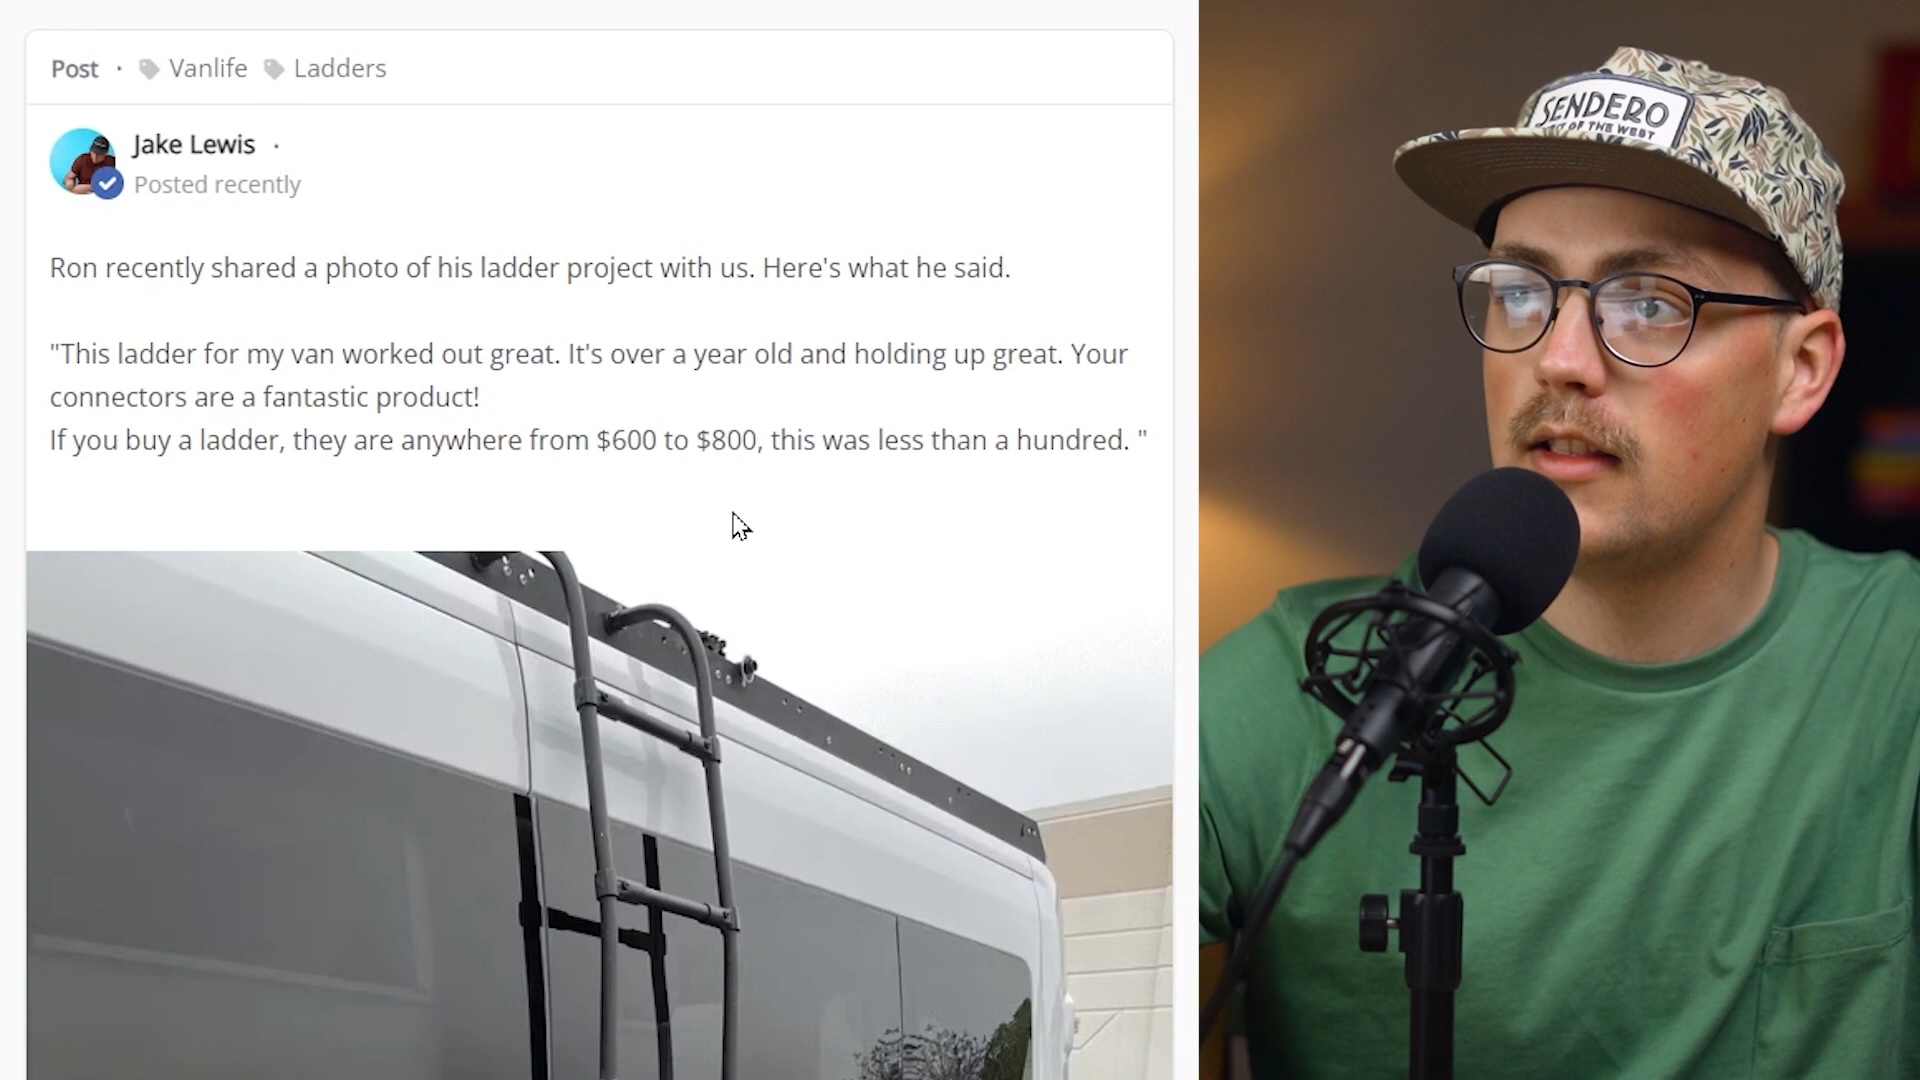 Post · Vanlife Ladders
Jake Lewis ·
Posted recently
Ron recently shared a photo of his ladder project with us. Here's what he said.
"This ladder for my van worked out great. It's over a year old and holding up great. Your
connectors are a fantastic product!
If you buy a ladder, they are anywhere from $600 to $800, this was less than a hundred. "
SENDERO
OF THE WEST